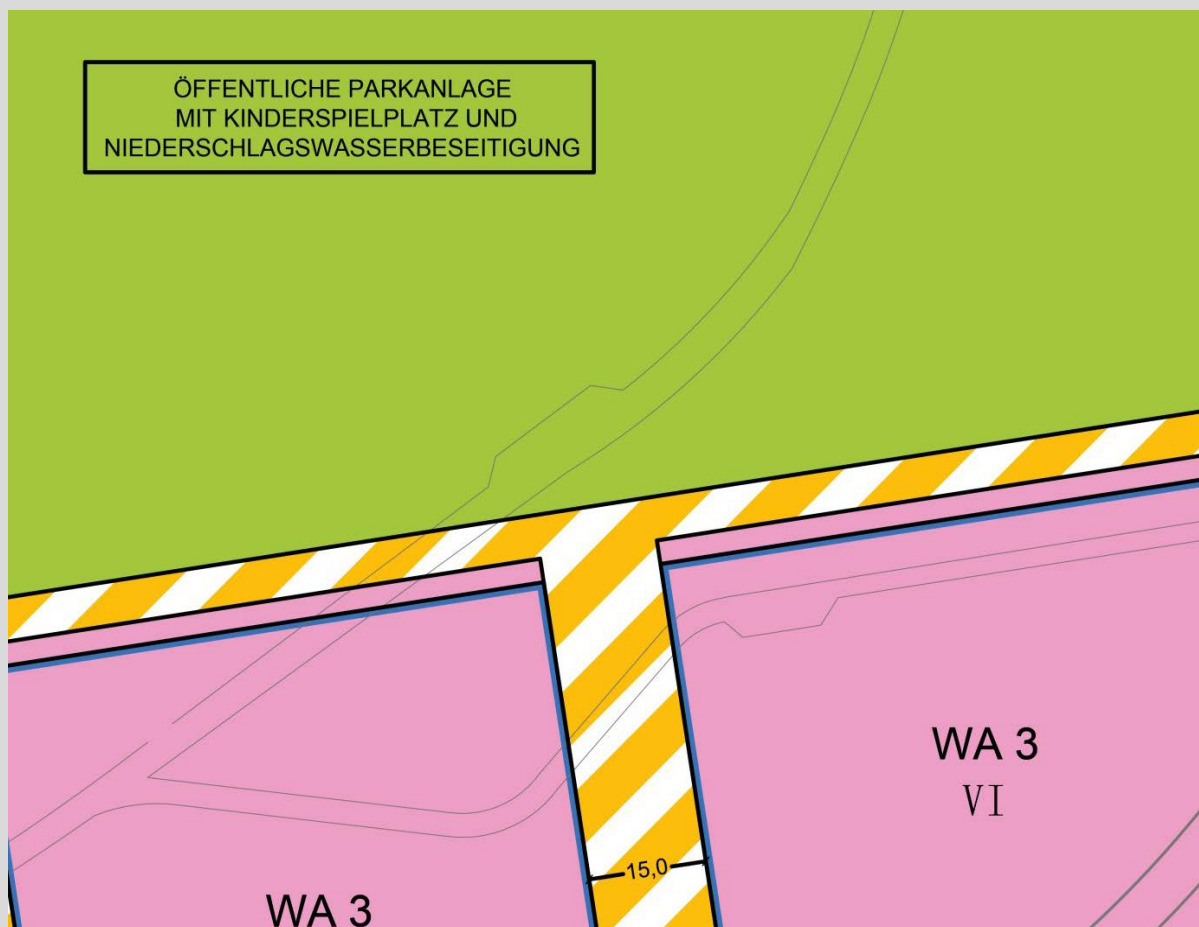 ÖFFENTLICHE PARKANLAGE
MIT KINDERSPIELPLATZ UND
NIEDERSCHLAGSWASSERBESEITIGUNG
WA 3
VI
15,0
WA 3